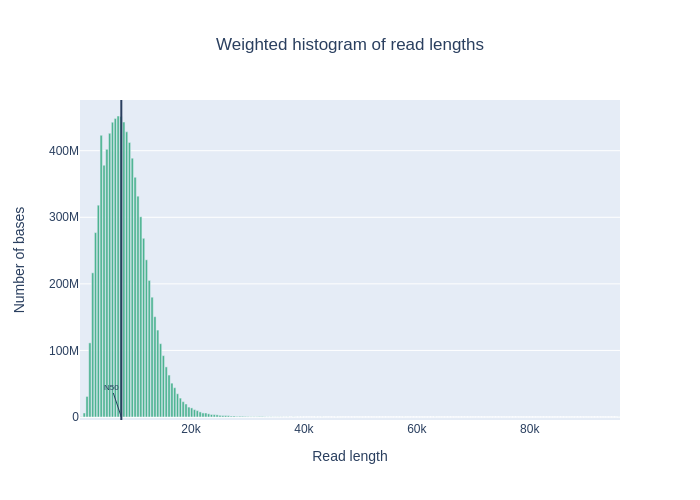 Weighted histogram of read lengths
Number of bases
400M
300M
200M
100M
0
N50
20k
40k
60k
80k
Read length